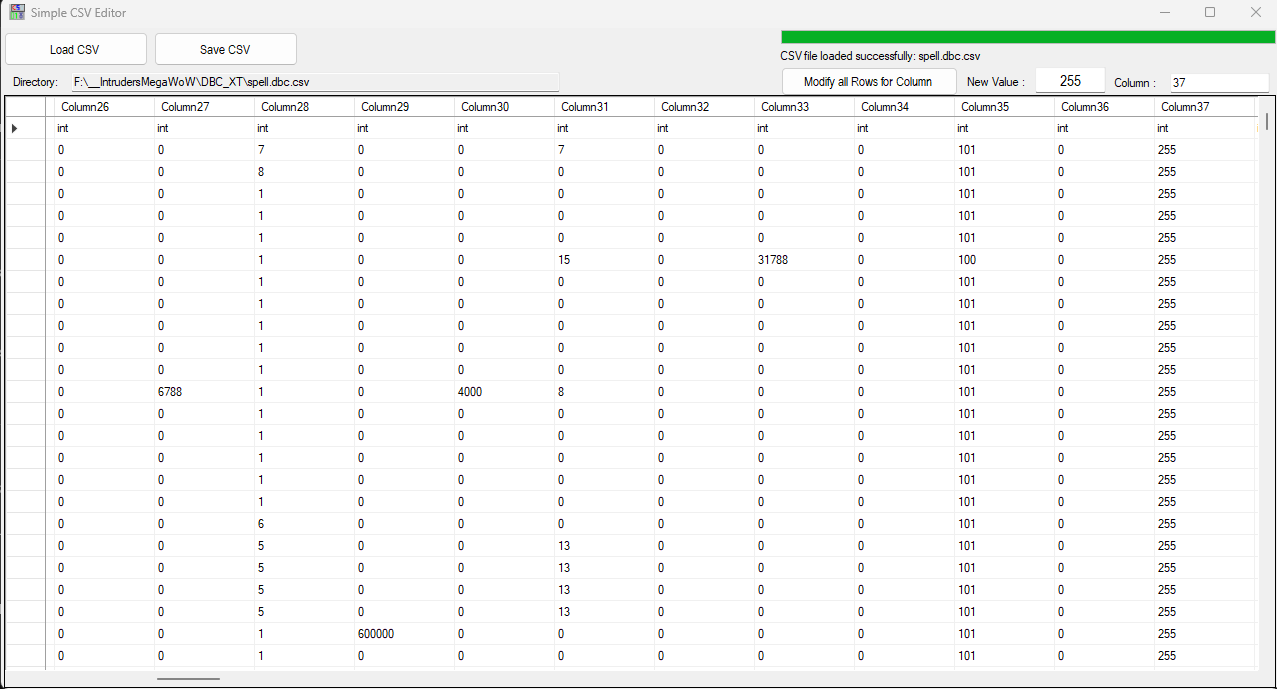 Simple CSV Editor
Load CSV Save CSV
CSV file loaded successfully: spell.dbc.csv
Directory: F:\__IntrudersMegaWoW\DBC_XT\spell.dbc.csv Modify all Rows for Column New Value : 255 Column : 37
Column26 Column27 Column28 Column29 Column30 Column31 Column32 Column33 Column34 Column35 Column36 Column37
int int int int int int int int int int int int
0 0 7 0 0 7 0 0 0 101 0 255
0 0 8 0 0 0 0 0 0 101 0 255
0 0 1 0 0 0 0 0 0 101 0 255
0 0 1 0 0 0 0 0 0 101 0 255
0 0 1 0 0 0 0 0 0 101 0 255
0 0 1 0 0 15 0 31788 0 100 0 255
0 0 1 0 0 0 0 0 0 101 0 255
0 0 1 0 0 0 0 0 0 101 0 255
0 0 1 0 0 0 0 0 0 101 0 255
0 0 1 0 0 0 0 0 0 101 0 255
0 0 1 0 0 0 0 0 0 101 0 255
0 6788 1 0 4000 8 0 0 0 101 0 255
0 0 1 0 0 0 0 0 0 101 0 255
0 0 1 0 0 0 0 0 0 101 0 255
0 0 1 0 0 0 0 0 0 101 0 255
0 0 1 0 0 0 0 0 0 101 0 255
0 0 1 0 0 0 0 0 0 101 0 255
0 0 6 0 0 0 0 0 0 101 0 255
0 0 5 0 0 13 0 0 0 101 0 255
0 0 5 0 0 13 0 0 0 101 0 255
0 0 5 0 0 13 0 0 0 101 0 255
0 0 5 0 0 13 0 0 0 101 0 255
0 0 1 600000 0 0 0 0 0 101 0 255
0 0 1 0 0 0 0 0 0 101 0 255